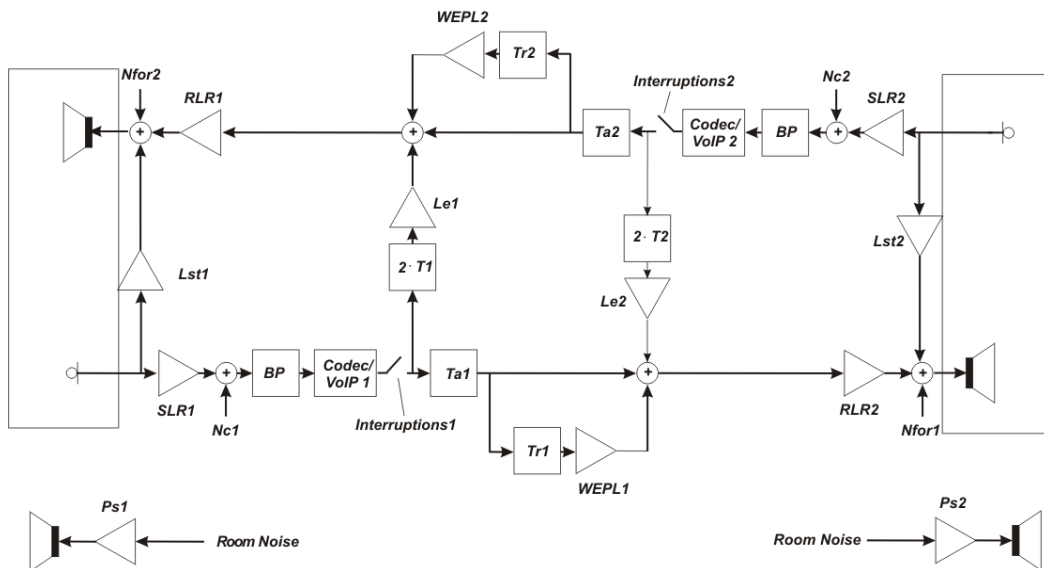 WEPL2
Tr2
Nfor2
RLR1
Interruptions2
Nc2
SLR2
Ta2
Codec/
VoIP 2
BP
Le1
2 · T1
2 · T2
Le2
Lst1
Lst2
SLR1
Nc1
BP
Codec/
VoIP 1
Interruptions1
Ta1
Tr1
WEPL1
RLR2
Nfor1
Ps1
Room Noise
Ps2
Room Noise